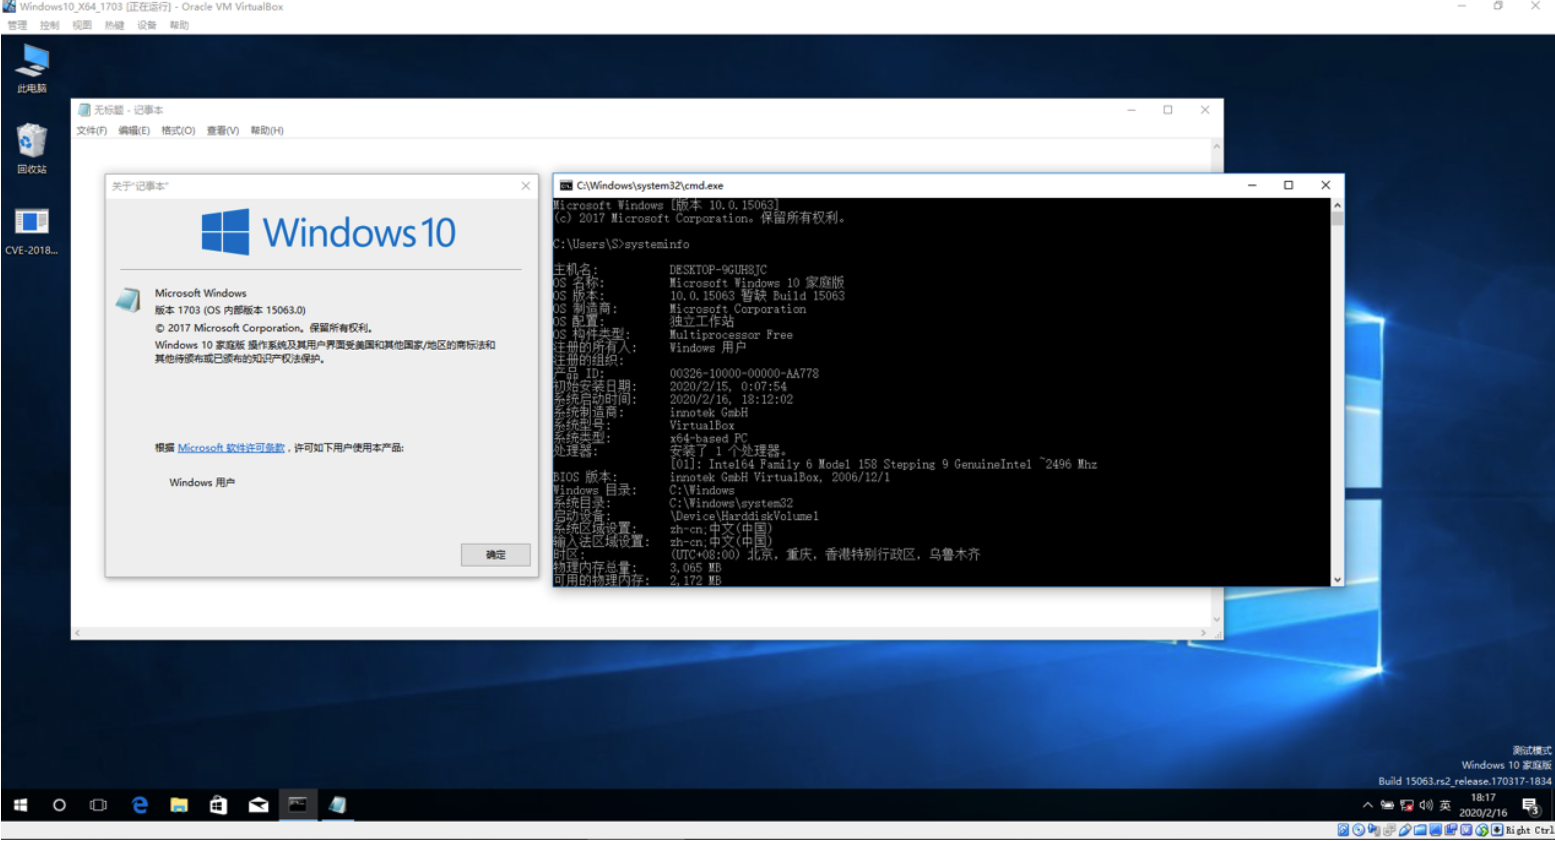 Windows10_X64_1703 [正在运行] - Oracle VM VirtualBox
管理 控制 视图 热键 设备 帮助
此电脑
回收站
CVE-2018...
无标题 - 记事本
文件(F) 编辑(E) 格式(O) 查看(V) 帮助(H)
关于"记事本"
Windows 10
Microsoft Windows
版本 1703 (OS 内部版本 15063.0)
© 2017 Microsoft Corporation。保留所有权利。
Windows 10 家庭版 操作系统及其用户界面受美国和其他国家/地区的商标法和
其他待颁布或已颁布的知识产权法保护。
根据 Microsoft 软件许可条款，许可如下用户使用本产品:
Windows 用户
确定
C:\Windows\system32\cmd.exe
Microsoft Windows [版本 10.0.15063]
(c) 2017 Microsoft Corporation。保留所有权利。
C:\Users\S>systeminfo
主机名: DESKTOP-9GUH8JC
OS 名称: Microsoft Windows 10 家庭版
OS 版本: 10.0.15063 暂缺 Build 15063
OS 制造商: Microsoft Corporation
OS 配置: 独立工作站
OS 构件类型: Multiprocessor Free
注册的所有人: Windows 用户
注册的组织:
产品 ID: 00326-10000-00000-AA778
初始安装日期: 2020/2/15, 0:07:54
系统启动时间: 2020/2/16, 18:12:02
系统制造商: innotek GmbH
系统型号: VirtualBox
系统类型: x64-based PC
处理器: 安装了 1 个处理器。
[01]: Intel64 Family 6 Model 158 Stepping 9 GenuineIntel ~2496 Mhz
BIOS 版本: innotek GmbH VirtualBox, 2006/12/1
Windows 目录: C:\Windows
系统目录: C:\Windows\system32
启动设备: \Device\HarddiskVolume1
系统区域设置: zh-cn;中文(中国)
输入法区域设置: zh-cn;中文(中国)
时区: (UTC+08:00) 北京，重庆，香港特别行政区，乌鲁木齐
物理内存总量: 3,065 MB
可用的物理内存: 2,172 MB
测试模式
Windows 10 家庭版
Build 15063.rs2_release.170317-1834
英
18:17
2020/2/16
3
Right Ctrl